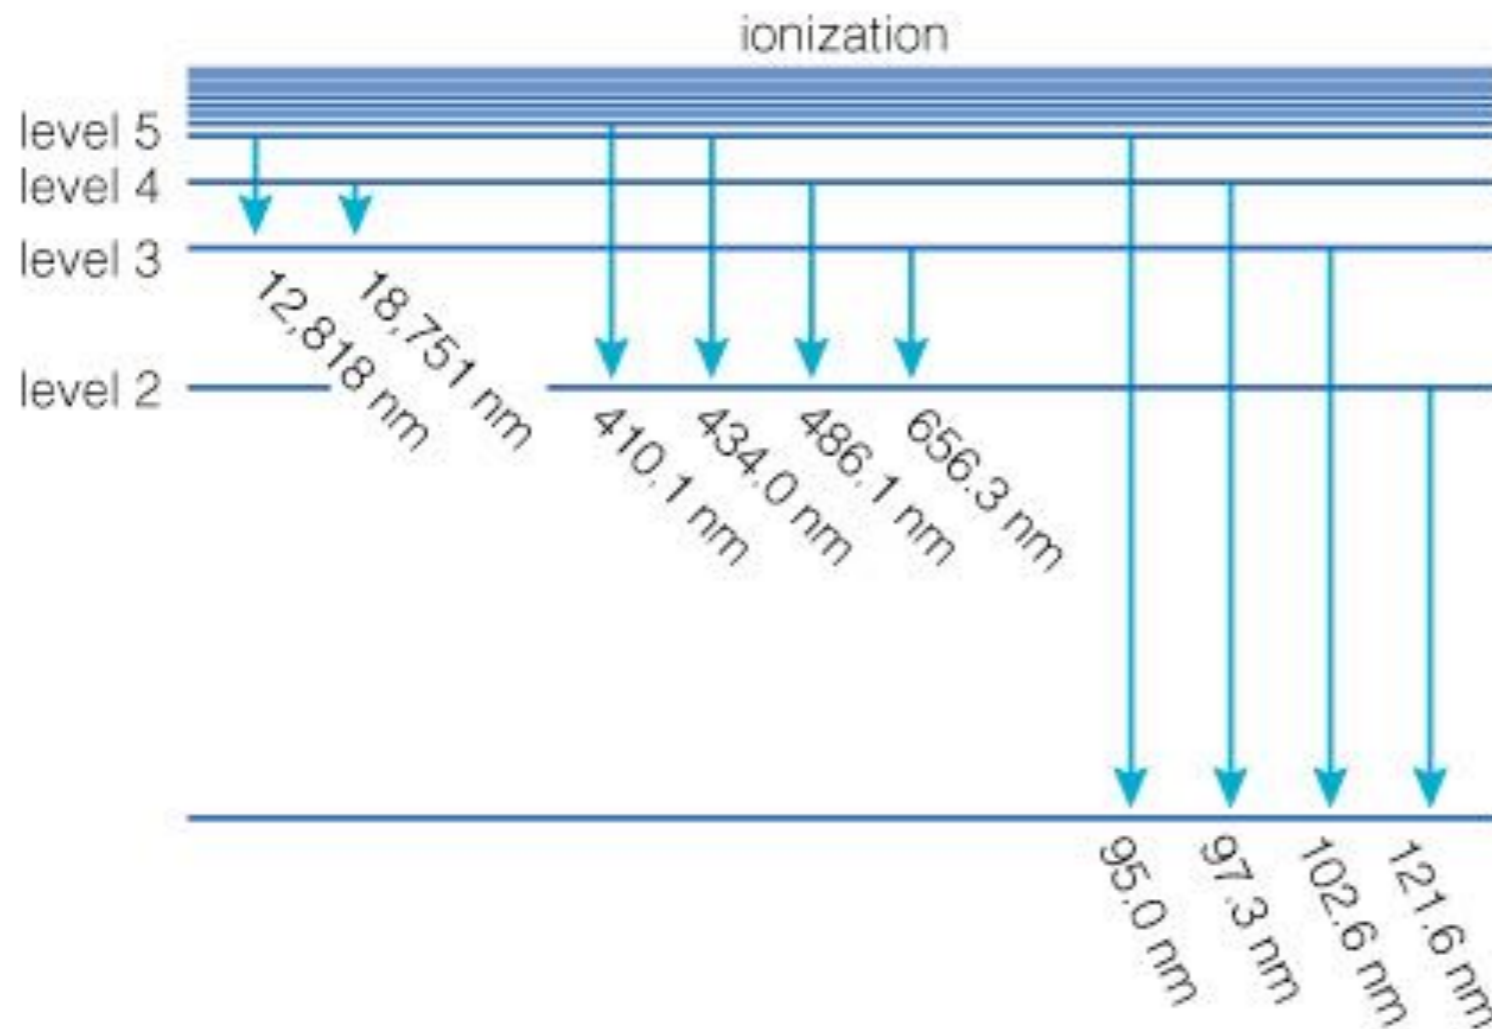 ionization
level 5
level 4
level 3
level 2
12,818 nm
18,751 nm
410.1 nm
434.0 nm
486.1 nm
656.3 nm
95.0 nm
97.3 nm
102.6 nm
121.6 nm